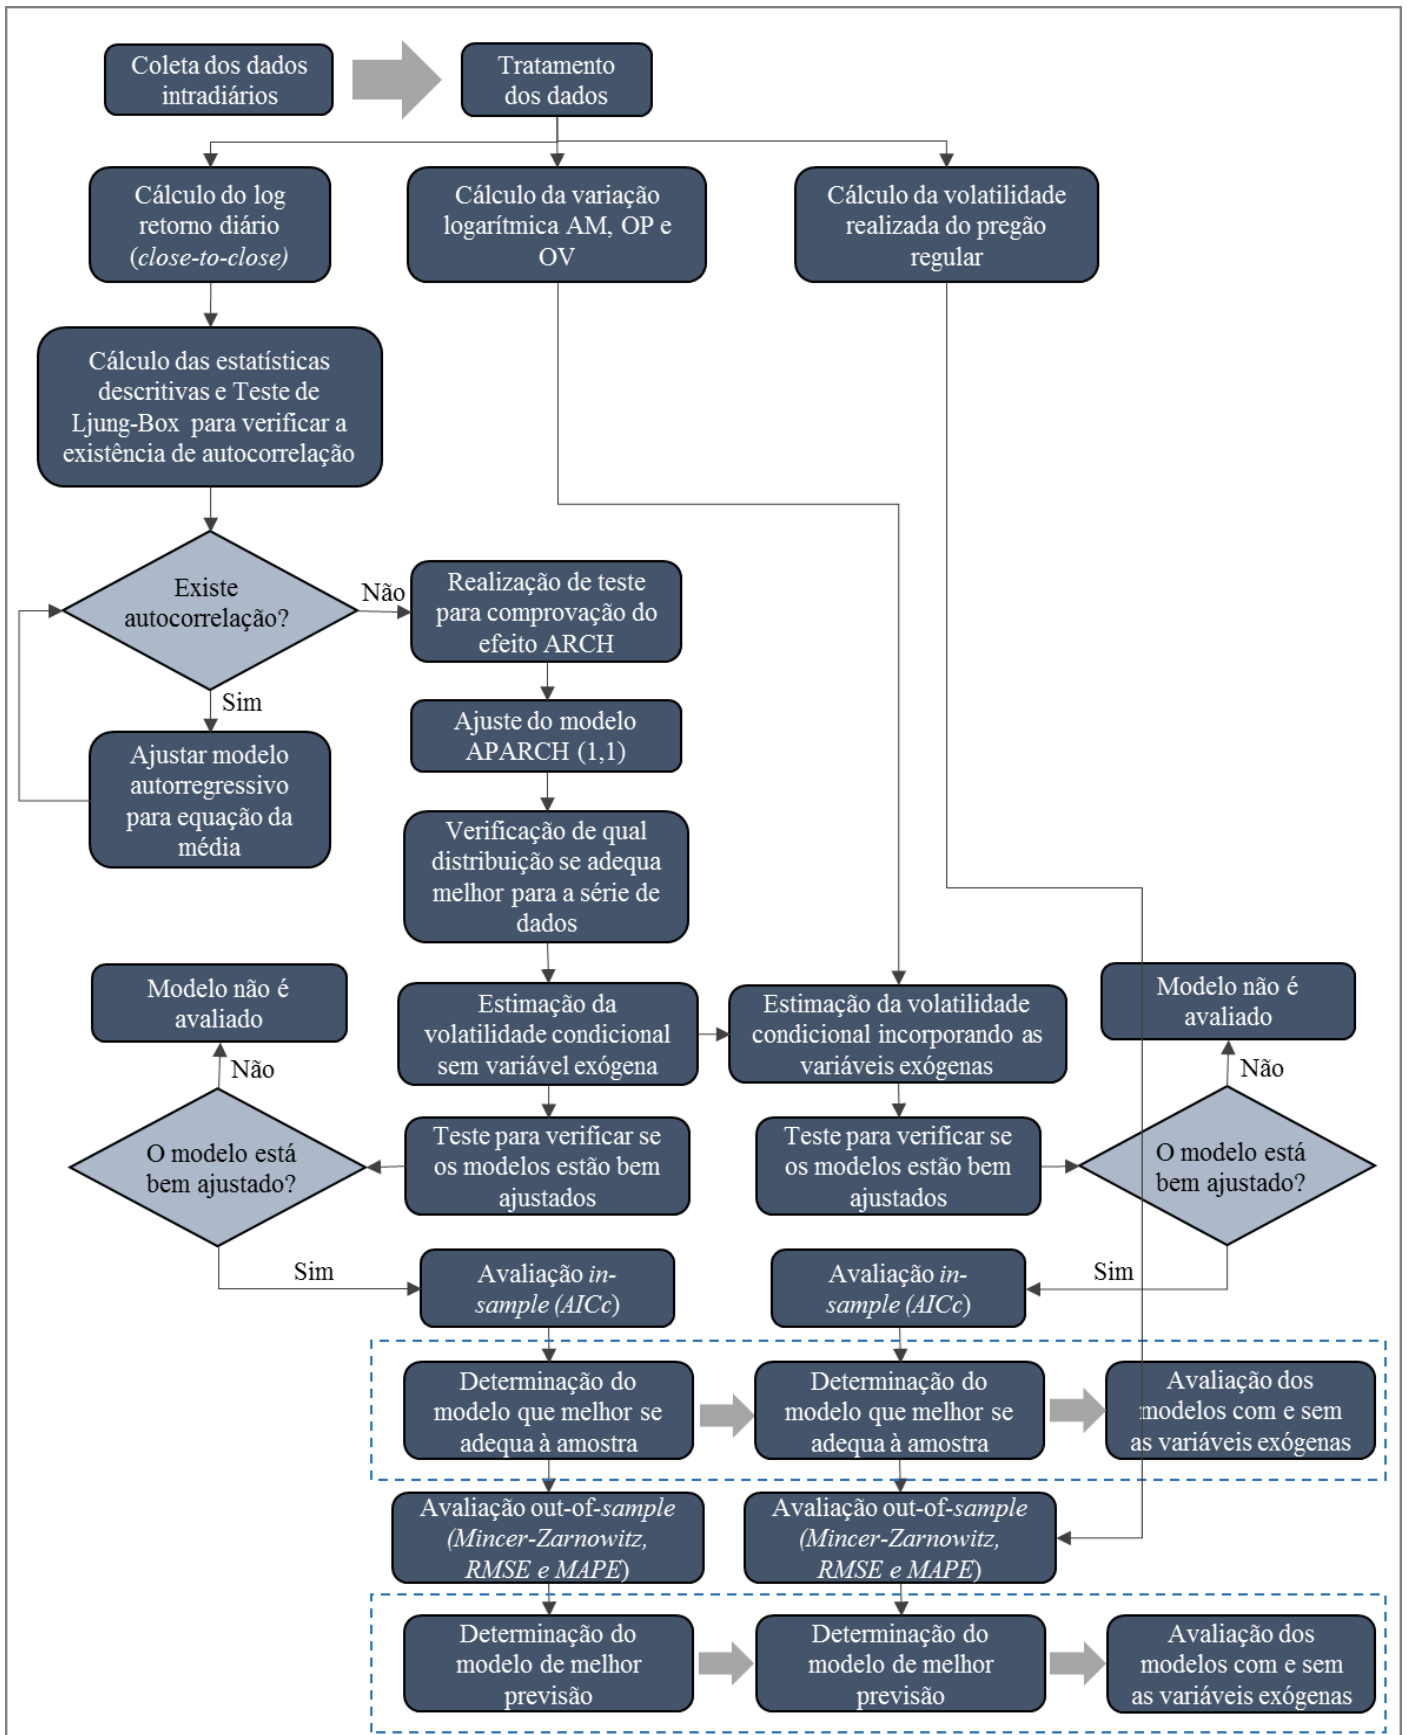 Coleta dos dados
intradiários
Tratamento
dos dados
Cálculo do log
retorno diário
(close-to-close)
Cálculo da variação
logarítmica AM, OP e
OV
Cálculo da volatilidade
realizada do pregão
regular
Cálculo das estatísticas
descritivas e Teste de
Ljung-Box para verificar a
existência de autocorrelação
Existe
autocorrelação?
Não
Sim
Ajustar modelo
autorregressivo
para equação da
média
Realização de teste
para comprovação do
efeito ARCH
Ajuste do modelo
APARCH (1,1)
Verificação de qual
distribuição se adequa
melhor para a série de
dados
Modelo não é
avaliado
Estimação da
volatilidade condicional
sem variável exógena
Estimação da volatilidade
condicional incorporando as
variáveis exógenas
Modelo não é
avaliado
Não
Não
O modelo está
bem ajustado?
Teste para verificar se
os modelos estão bem
ajustados
Teste para verificar se
os modelos estão bem
ajustados
O modelo está
bem ajustado?
Sim
Avaliação in-
sample (AICc)
Avaliação in-
sample (AICc)
Sim
Determinação do
modelo que melhor se
adequa à amostra
Determinação do
modelo que melhor se
adequa à amostra
Avaliação dos
modelos com e sem
as variáveis exógenas
Avaliação out-of-sample
(Mincer-Zarnowitz,
RMSE e MAPE)
Avaliação out-of-sample
(Mincer-Zarnowitz,
RMSE e MAPE)
Determinação do
modelo de melhor
previsão
Determinação do
modelo de melhor
previsão
Avaliação dos
modelos com e sem
as variáveis exógenas